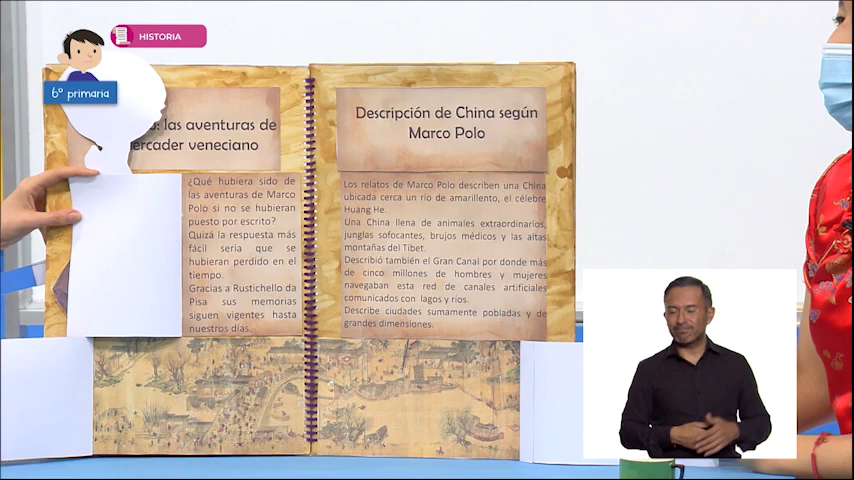 HISTORIA
6º primaria
las aventuras de
veneciano
¿Qué hubiera sido de
las aventuras de Marco
Polo si no se hubieran
puesto por escrito?
Quizá la respuesta más
fácil sería que se
hubieran perdido en el
tiempo.
Gracias a Rustichello da
Pisa sus memorias
siguen vigentes hasta
nuestros días.
Descripción de China según
Marco Polo
Los relatos de Marco Polo describen una China
ubicada cerca un río de amarillento, el célebre
Huang He.
Una China llena de animales extraordinarios,
junglas sofocantes, brujos médicos y las altas
montañas del Tíbet.
Describió también el Gran Canal por donde más
de cinco millones de hombres y mujeres
navegaban esta red de canales artificiales
comunicados con lagos y ríos.
Describe ciudades sumamente pobladas y de
grandes dimensiones.